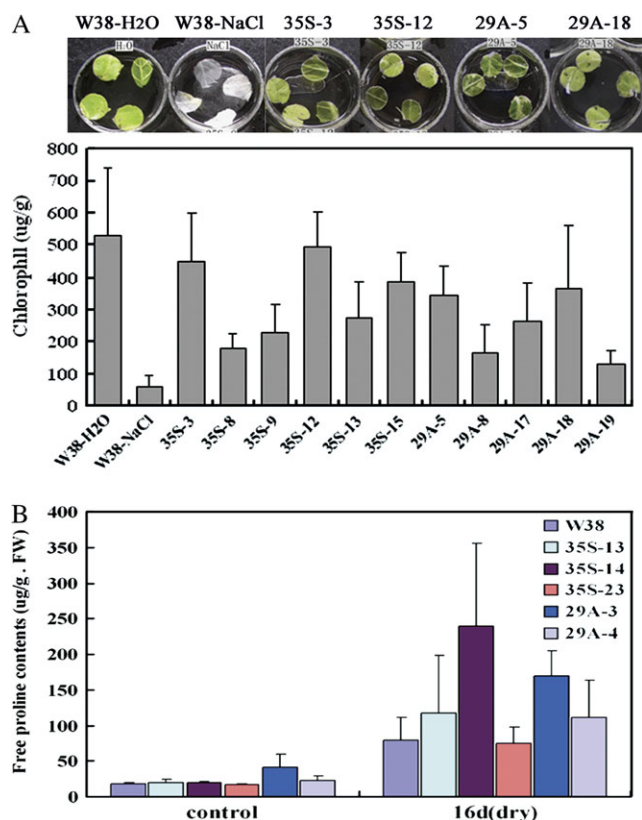 A
W38-H2O W38-NaCl 35S-3 35S-12 29A-5 29A-18
H2O NaCl 35S-3 35S-12 29A-5 29A-18
35S-18
Chlorophll (ug/g)
800
700
600
500
400
300
200
100
0
W38-H2O W38-NaCl 35S-3 35S-8 35S-9 35S-12 35S-13 35S-15 29A-5 29A-8 29A-17 29A-18 29A-19
B
Free proline contents (ug/g . FW)
400
350
300
250
200
150
100
50
0
W38
35S-13
35S-14
35S-23
29A-3
29A-4
control 16d(dry)